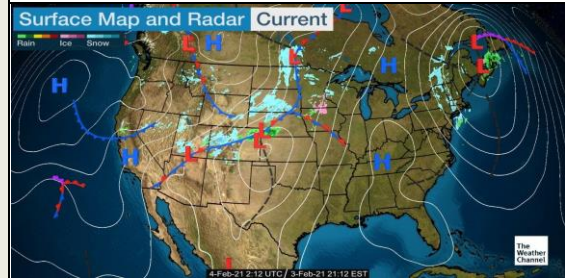 Surface Map and Radar Current
Rain Ice Snow
L
H
L
L
L
H
H
L
L
H
L
H
L
The
Weather
Channel
4-Feb-21 2:12 UTC / 3-Feb-21 21:12 EST